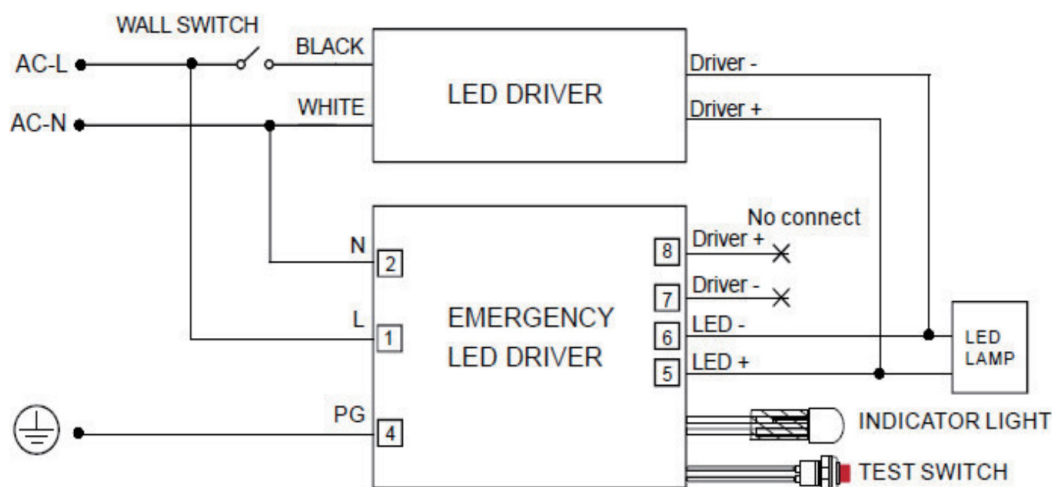 WALL SWITCH
AC-L
BLACK
LED DRIVER
Driver -
AC-N
WHITE
Driver +
No connect
N
2
8
Driver +
7
Driver -
L
1
EMERGENCY
LED DRIVER
6
LED -
5
LED +
LED
LAMP
PG
4
INDICATOR LIGHT
TEST SWITCH